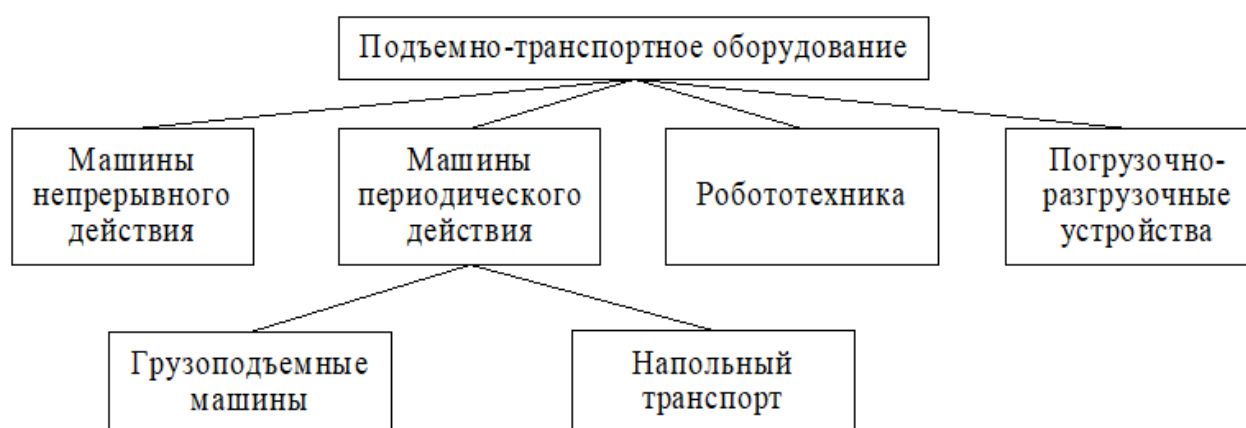 Подъемно-транспортное оборудование
Машины
непрерывного
действия
Машины
периодического
действия
Робототехника
Погрузочно-
разгрузочные
устройства
Грузоподъемные
машины
Напольный
транспорт